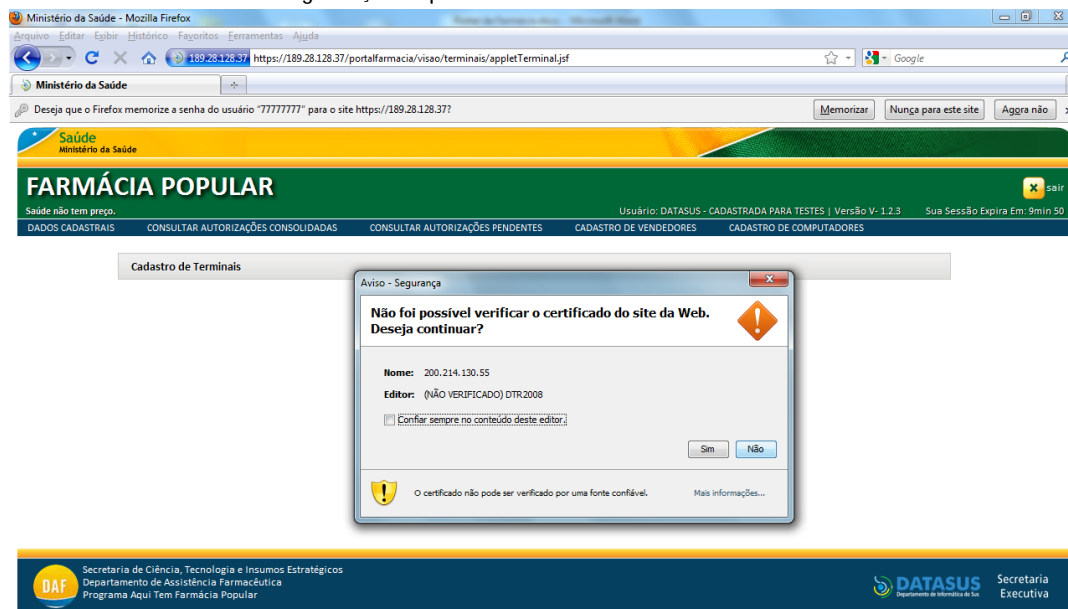 Ministério da Saúde - Mozilla Firefox
Arquivo Editar Exibir Histórico Favoritos Ferramentas Ajuda
189.28.128.37 https://189.28.128.37/portalfarmacia/visao/terminais/appletTerminal.jsf
Google
Ministério da Saúde
Deseja que o Firefox memorize a senha do usuário "77777777" para o site https://189.28.128.37?
Memorizar
Nunca para este site
Agora não
Saúde
Ministério da Saúde
FARMÁCIA POPULAR
sair
Saúde não tem preço.
Usuário: DATASUS - CADASTRADA PARA TESTES | Versão V- 1.2.3 Sua Sessão Expira Em: 9min 50
DADOS CADASTRAIS CONSULTAR AUTORIZAÇÕES CONSOLIDADAS CONSULTAR AUTORIZAÇÕES PENDENTES CADASTRO DE VENDEDORES CADASTRO DE COMPUTADORES
Cadastro de Terminais
Aviso - Segurança
Não foi possível verificar o certificado do site da Web.
Deseja continuar?
Nome: 200.214.130.55
Editor: (NÃO VERIFICADO) DTR2008
Confiar sempre no conteúdo deste editor.
Sim
Não
O certificado não pode ser verificado por uma fonte confiável.
Mais informações...
DAF
Secretaria de Ciência, Tecnologia e Insumos Estratégicos
Departamento de Assistência Farmacêutica
Programa Aqui Tem Farmácia Popular
DATASUS
Departamento de Informática do Sus
Secretaria
Executiva